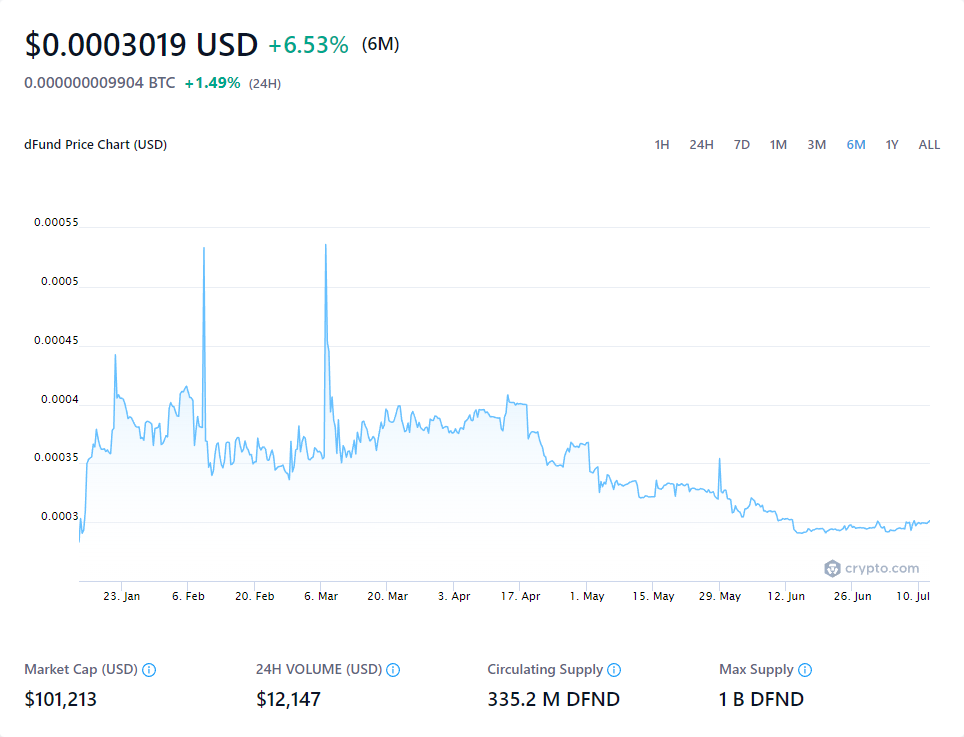 $0.0003019 USD +6.53% (6M)
0.000000009904 BTC +1.49% (24H)
dFund Price Chart (USD) 1H 24H 7D 1M 3M 6M 1Y ALL
0.00055
0.0005
0.00045
0.0004
0.00035
0.0003
crypto.com
23. Jan 6. Feb 20. Feb 6. Mar 20. Mar 3. Apr 17. Apr 1. May 15. May 29. May 12. Jun 26. Jun 10. Jul
Market Cap (USD) 24H VOLUME (USD) Circulating Supply Max Supply
$101,213 $12,147 335.2 M DFND 1 B DFND